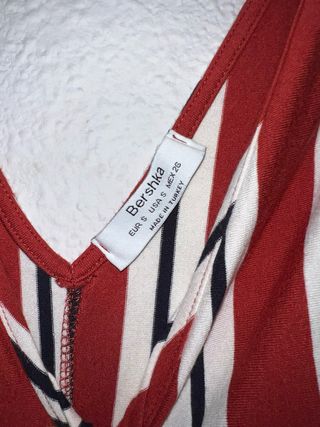 Bershka
EUR S USA S MEX 26
MADE IN TURKEY